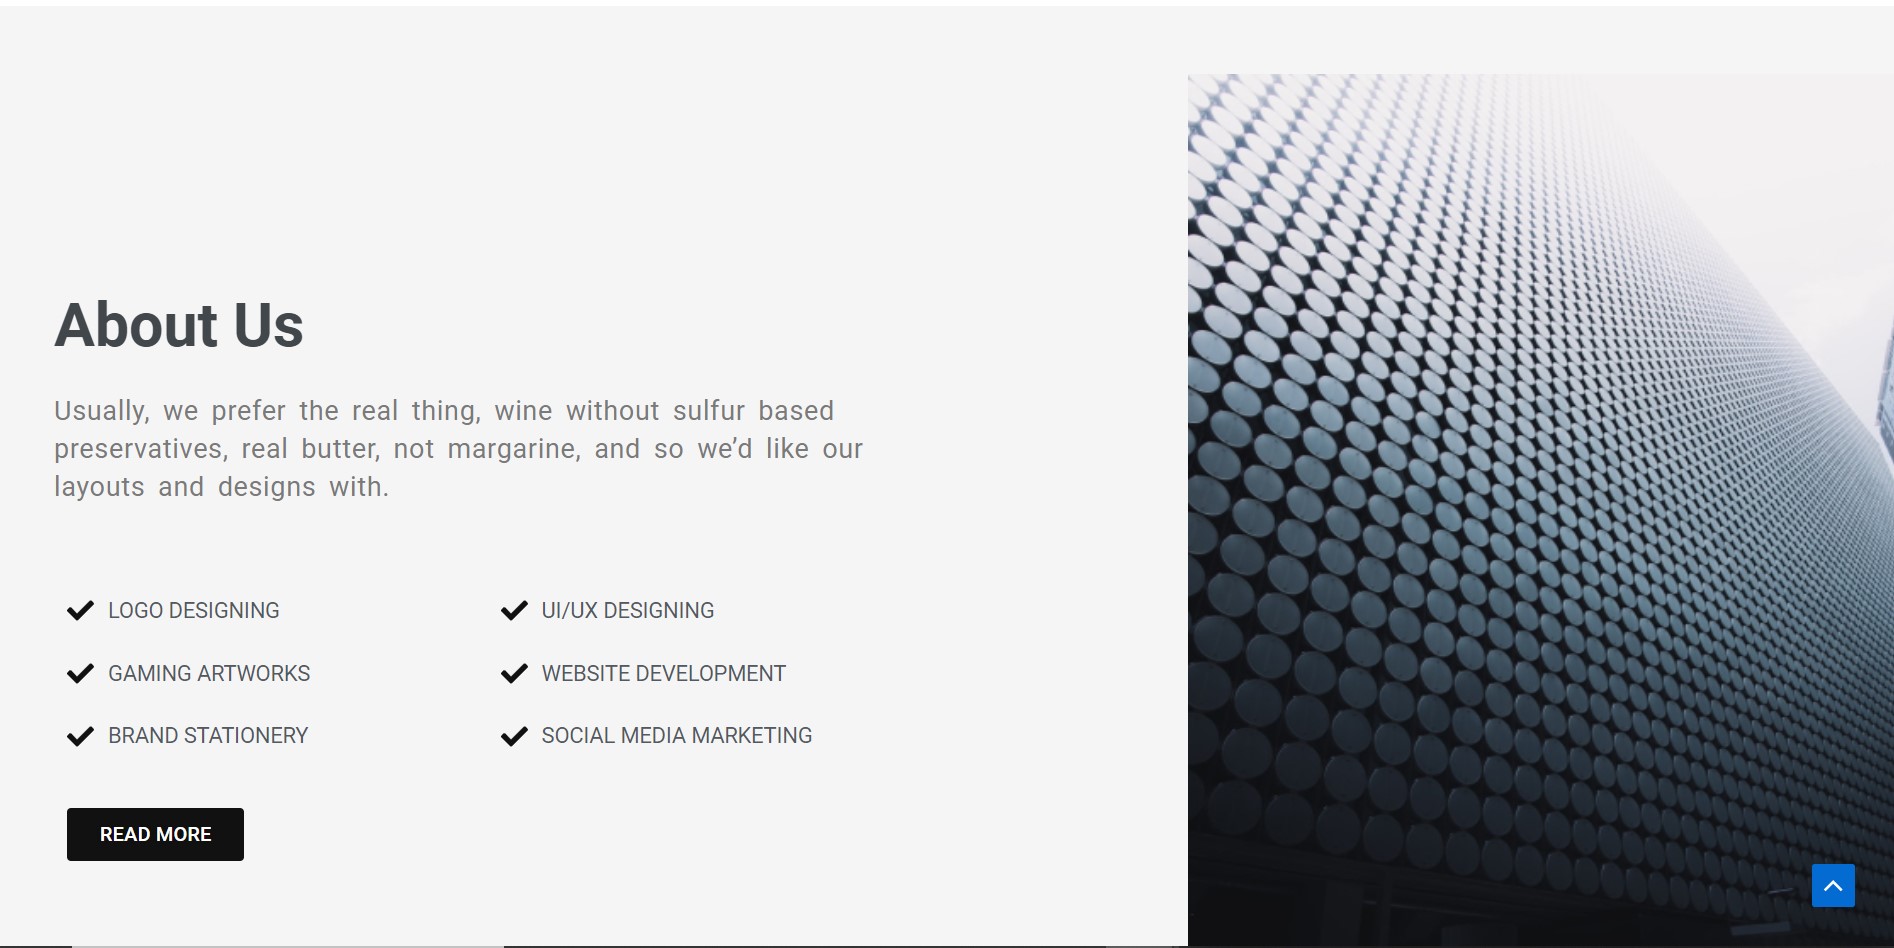 About Us
Usually, we prefer the real thing, wine without sulfur based
preservatives, real butter, not margarine, and so we’d like our
layouts and designs with.
LOGO DESIGNING
UI/UX DESIGNING
GAMING ARTWORKS
WEBSITE DEVELOPMENT
BRAND STATIONERY
SOCIAL MEDIA MARKETING
READ MORE